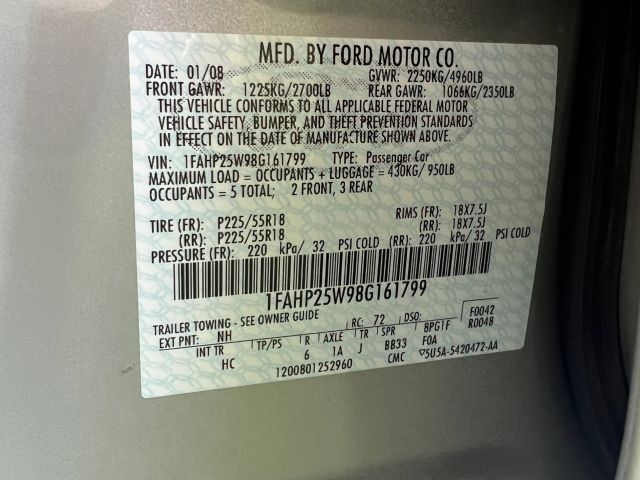 MFD. BY FORD MOTOR CO.
DATE: 01/08 GVWR: 2250KG/4960LB
FRONT GAWR: 1225KG/2700LB REAR GAWR: 1066KG/2350LB
THIS VEHICLE CONFORMS TO ALL APPLICABLE FEDERAL MOTOR
VEHICLE SAFETY, BUMPER, AND THEFT PREVENTION STANDARDS
IN EFFECT ON THE DATE OF MANUFACTURE SHOWN ABOVE.
VIN: 1FAHP25W98G161799 TYPE: Passenger Car
MAXIMUM LOAD = OCCUPANTS + LUGGAGE = 430KG/950LB
OCCUPANTS = 5 TOTAL; 2 FRONT, 3 REAR
TIRE (FR): P225/55R18 RIMS (FR): 18X7.5J
(RR): P225/55R18 (RR): 18X7.5J
PRESSURE (FR): 220 kPa/ 32 PSI COLD (RR): 220 kPa/ 32 PSI COLD
1FAHP25W98G161799
TRAILER TOWING - SEE OWNER GUIDE
EXT PNT: NH RC: 72 DSO: F0042
R0048
INT TR TP/PS R AXLE TR SPR 8PG1F
HC 6 1A J BB33 F0A
1200801252960 CMC 5U5A-5420472-AA